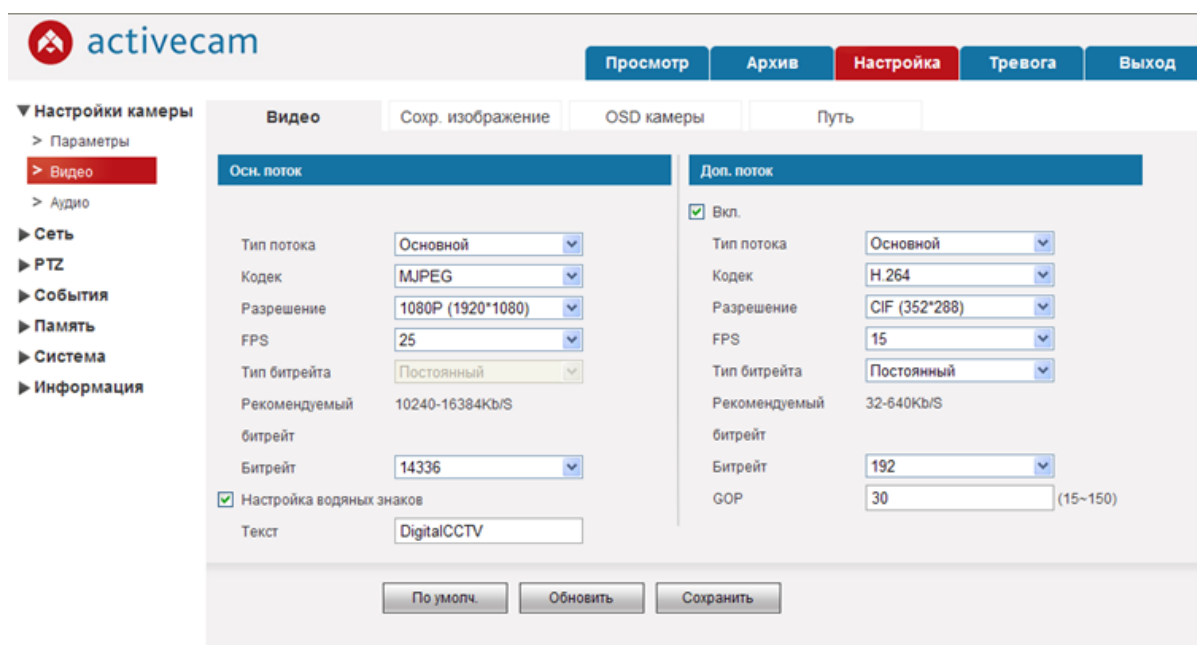 activecam
Просмотр Архив Настройка Тревога Выход
Настройки камеры
> Параметры
> Видео
> Аудио
Сеть
PTZ
События
Память
Система
Информация
Видео Сохр. изображение OSD камеры Путь
Осн. поток
Тип потока Основной
Кодек MJPEG
Разрешение 1080P (1920*1080)
FPS 25
Тип битрейта Постоянный
Рекомендуемый 10240-16384Kb/S
битрейт
Битрейт 14336
Настройка водяных знаков
Текст DigitalCCTV
Доп. поток
Вкл.
Тип потока Основной
Кодек H.264
Разрешение CIF (352*288)
FPS 15
Тип битрейта Постоянный
Рекомендуемый 32-640Kb/S
битрейт
Битрейт 192
GOP 30 (15~150)
По умолч. Обновить Сохранить